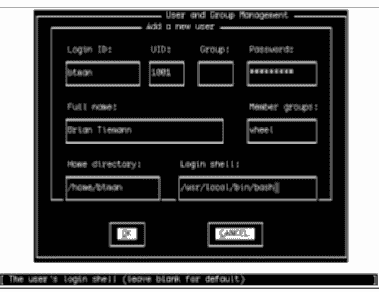 User and Group Management
Add a new user
Login ID: UID: Group: Password:
btman 1001 *********
Full name: Member groups:
Brian Tiemann wheel
Home directory: Login shell:
/home/btman /usr/local/bin/bash
OK CANCEL
[ The user's login shell (leave blank for default) ]